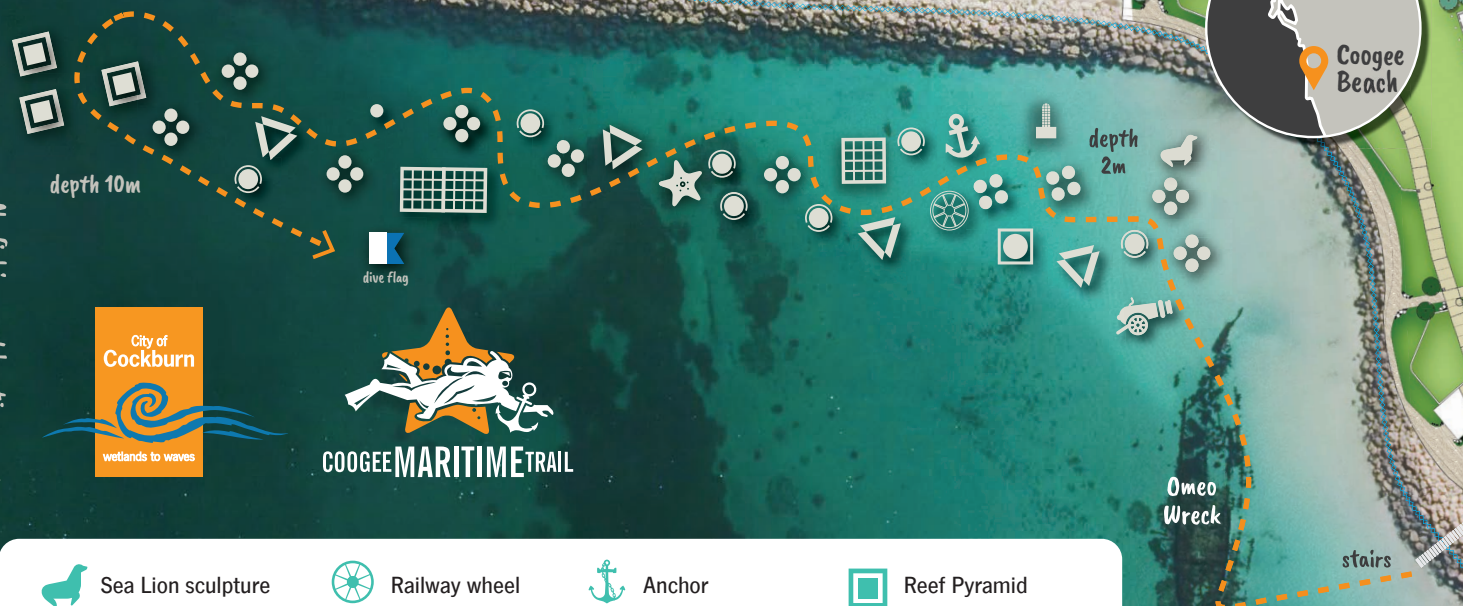 Coogee
Beach
depth
2m
depth 10m
dive flag
City of
Cockburn
wetlands to waves
COOGEE MARITIME TRAIL
Omeo
Wreck
stairs
Sea Lion sculpture
Railway wheel
Anchor
Reef Pyramid